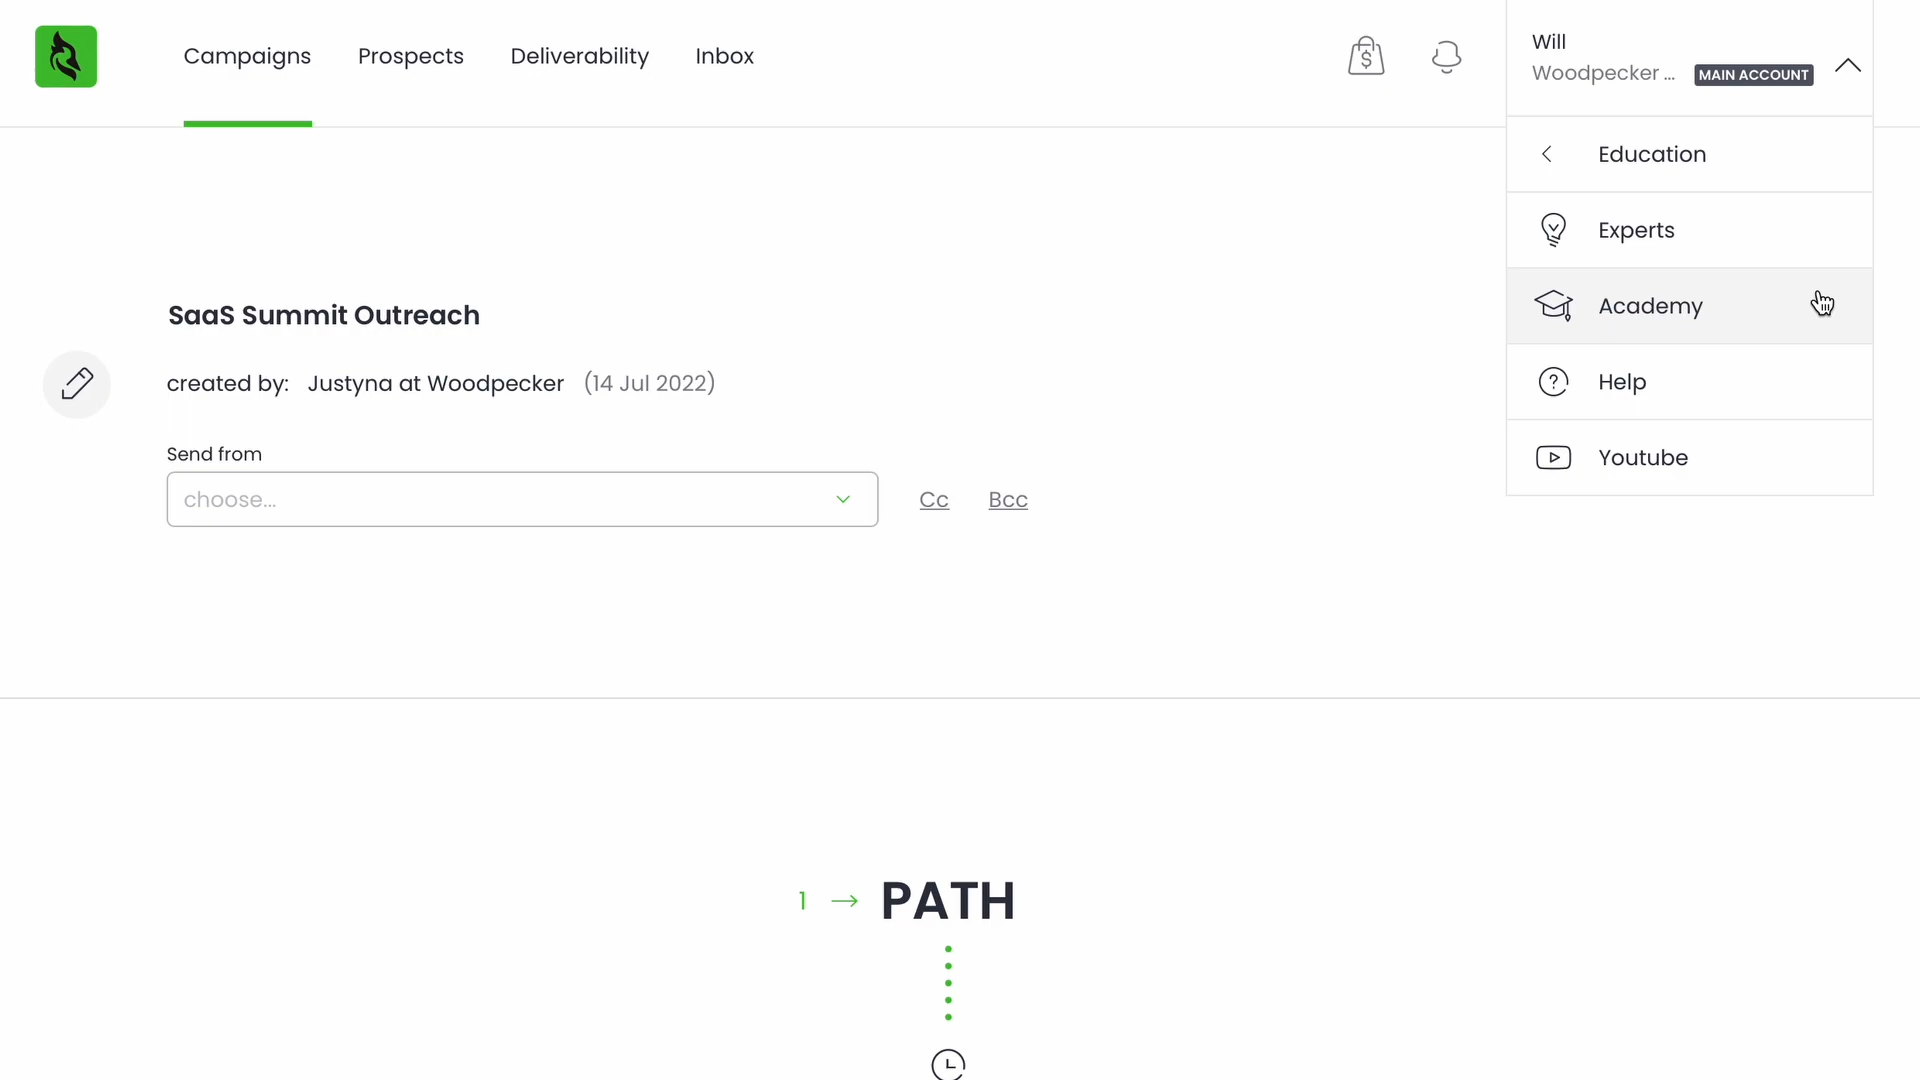 Campaigns Prospects Deliverability Inbox
Will
Woodpecker ... MAIN ACCOUNT
Education
Experts
Academy
Help
Youtube
SaaS Summit Outreach
created by: Justyna at Woodpecker (14 Jul 2022)
Send from
choose... Cc Bcc
1 → PATH